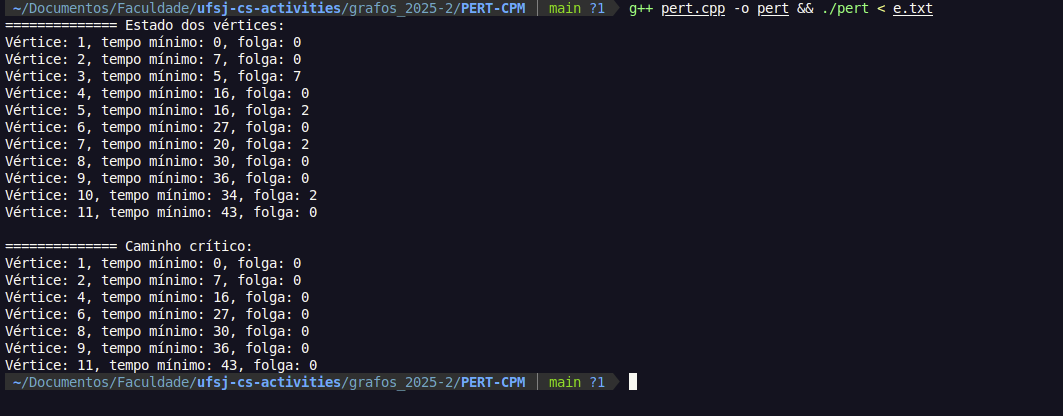 ~/Documentos/Faculdade/ufsj-cs-activities/grafos_2025-2/PERT-CPM | main ?1 g++ pert.cpp -o pert && ./pert < e.txt
============== Estado dos vértices:
Vértice: 1, tempo mínimo: 0, folga: 0
Vértice: 2, tempo mínimo: 7, folga: 0
Vértice: 3, tempo mínimo: 5, folga: 7
Vértice: 4, tempo mínimo: 16, folga: 0
Vértice: 5, tempo mínimo: 16, folga: 2
Vértice: 6, tempo mínimo: 27, folga: 0
Vértice: 7, tempo mínimo: 20, folga: 2
Vértice: 8, tempo mínimo: 30, folga: 0
Vértice: 9, tempo mínimo: 36, folga: 0
Vértice: 10, tempo mínimo: 34, folga: 2
Vértice: 11, tempo mínimo: 43, folga: 0
============== Caminho crítico:
Vértice: 1, tempo mínimo: 0, folga: 0
Vértice: 2, tempo mínimo: 7, folga: 0
Vértice: 4, tempo mínimo: 16, folga: 0
Vértice: 6, tempo mínimo: 27, folga: 0
Vértice: 8, tempo mínimo: 30, folga: 0
Vértice: 9, tempo mínimo: 36, folga: 0
Vértice: 11, tempo mínimo: 43, folga: 0
~/Documentos/Faculdade/ufsj-cs-activities/grafos_2025-2/PERT-CPM | main ?1